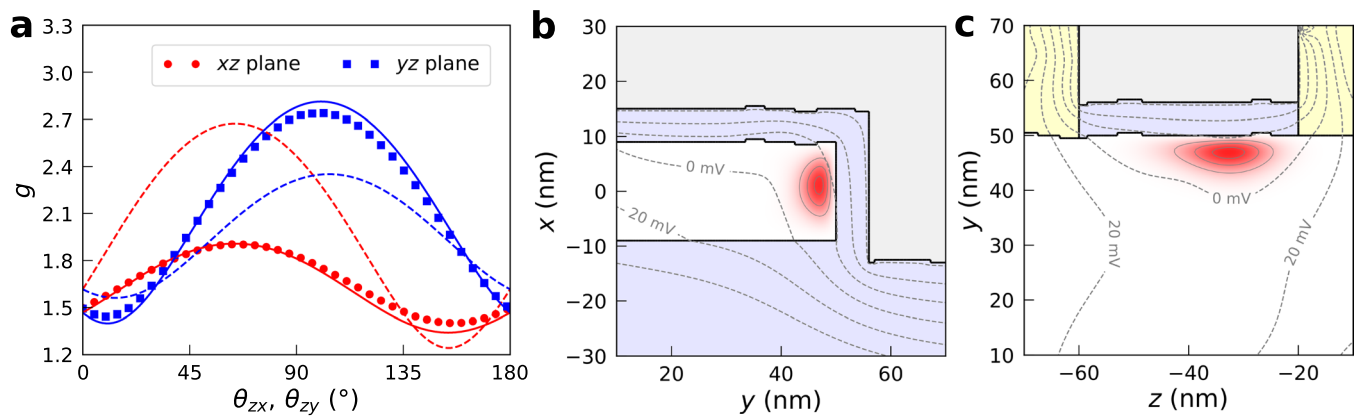 a
3.3
3.0
2.7
2.4
2.1
1.8
1.5
1.2
g
xz plane
yz plane
0
45
90
135
180
θzx, θzy (°)
b
30
20
10
0
−10
−20
−30
x (nm)
0 mV
20 mV
20
40
60
y (nm)
c
70
60
50
40
30
20
10
y (nm)
0 mV
20 mV
20 mV
−60
−40
−20
z (nm)